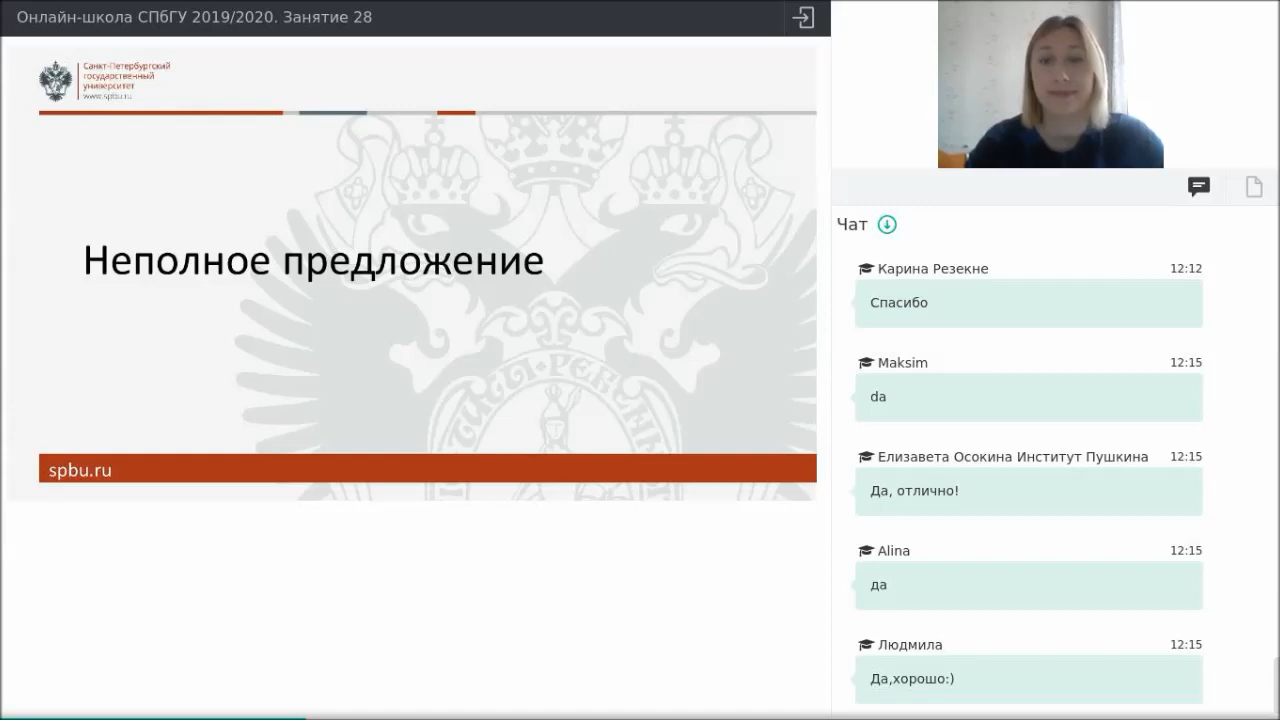 Онлайн-школа СПбГУ 2019/2020. Занятие 28
Санкт-Петербургский
государственный
университет
www.spbu.ru
Неполное предложение
spbu.ru
Чат
Карина Резекне 12:12
Спасибо
Maksim 12:15
da
Елизавета Осокина Институт Пушкина 12:15
Да, отлично!
Alina 12:15
да
Людмила 12:15
Да,хорошо:)